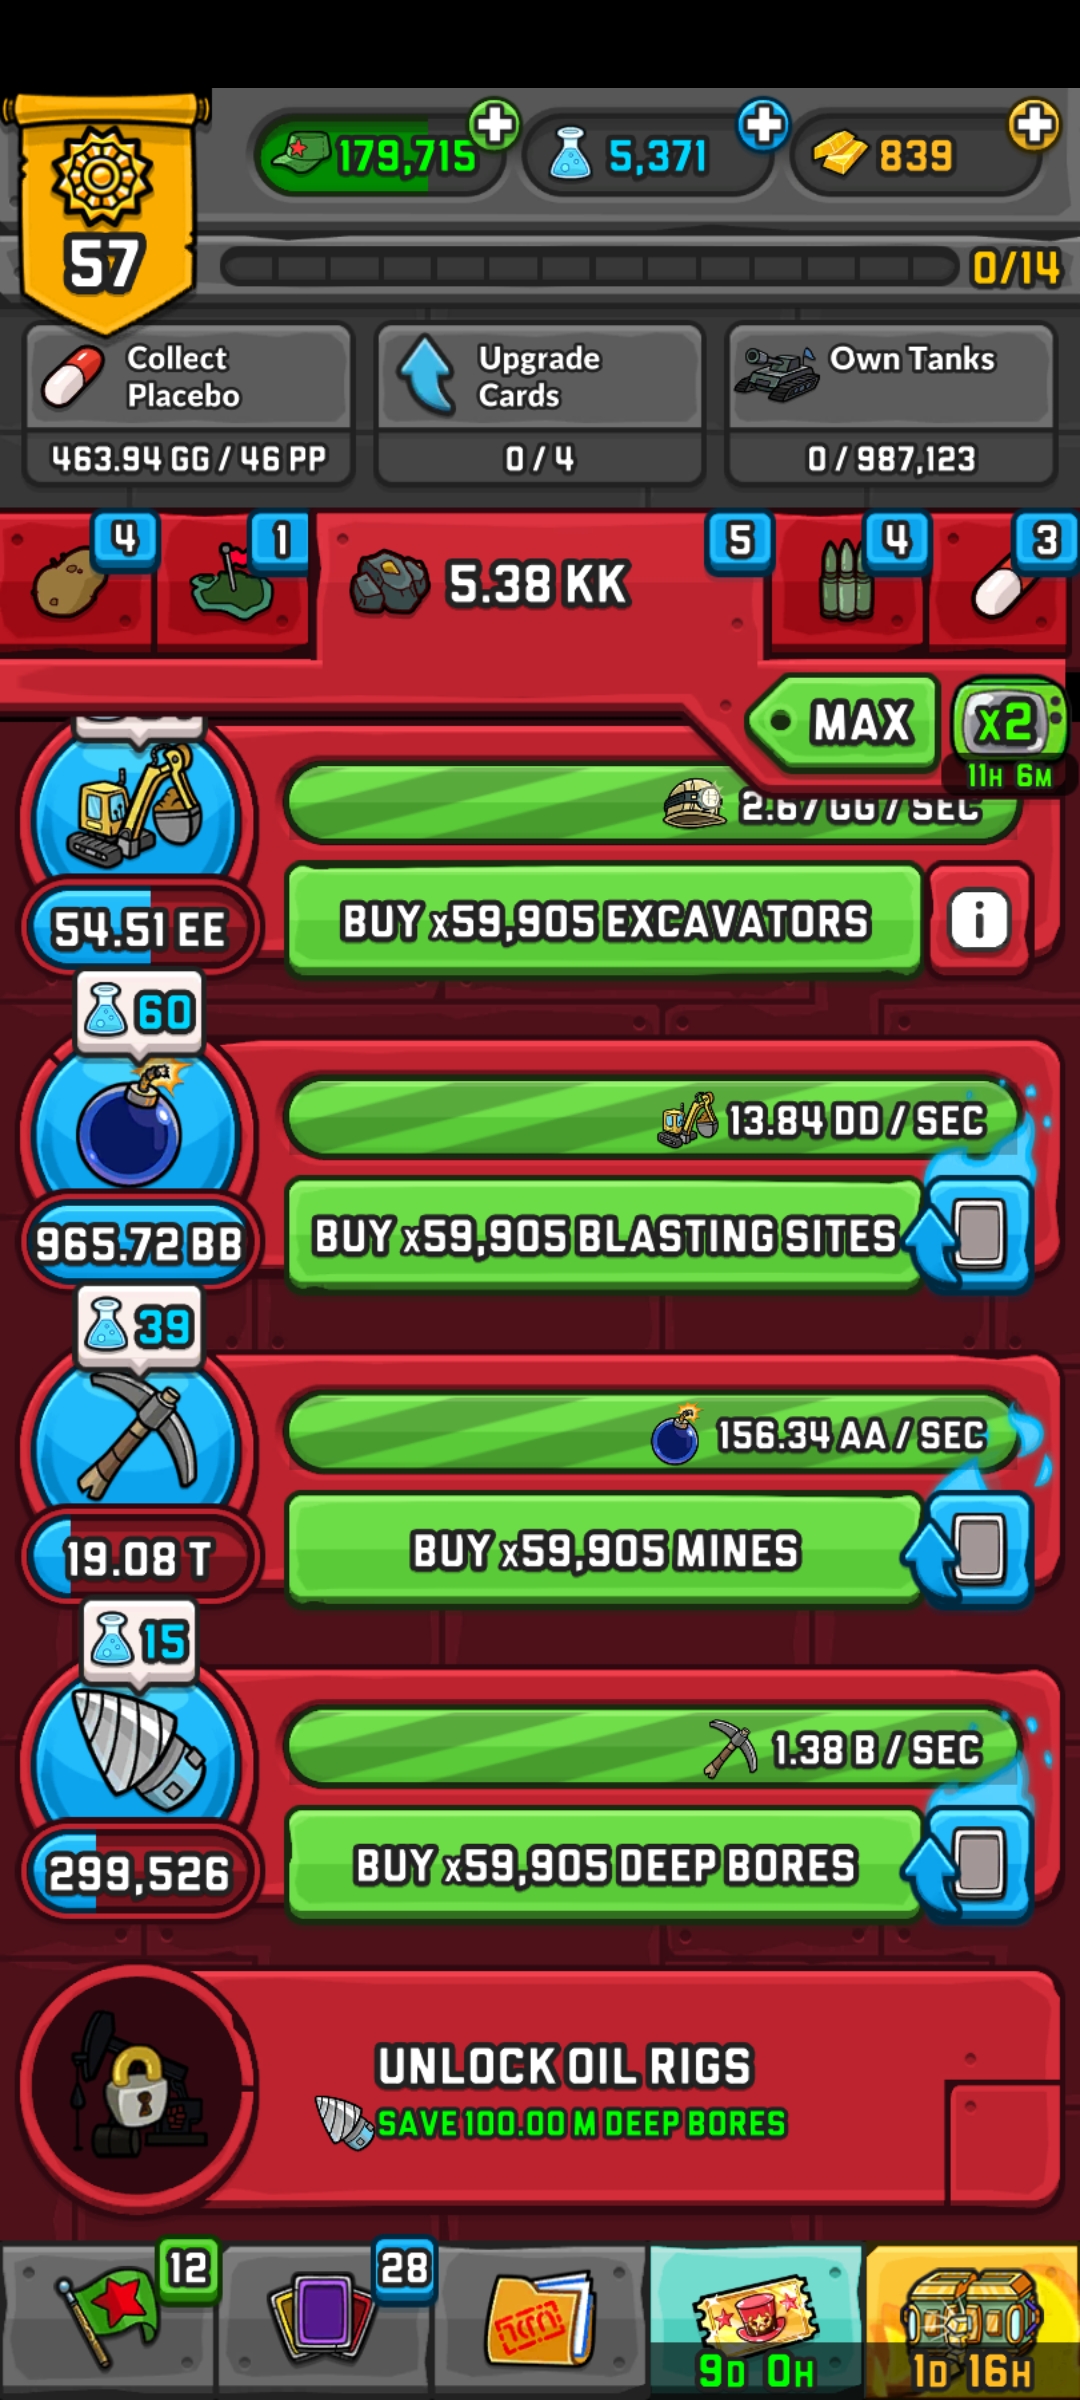 179,715
5,371
839
57
0/14
Collect
Placebo
463.94 GG / 46 PP
Upgrade
Cards
0 / 4
Own Tanks
0 / 987,123
4
1
5.38 KK
5
4
3
MAX
x2
11H 6M
2.67 GG / SEC
54.51 EE
BUY x59,905 EXCAVATORS
i
60
13.84 DD / SEC
965.72 BB
BUY x59,905 BLASTING SITES
39
156.34 AA / SEC
19.08 T
BUY x59,905 MINES
15
1.38 B / SEC
299,526
BUY x59,905 DEEP BORES
UNLOCK OIL RIGS
SAVE 100.00 M DEEP BORES
12
28
9D 0H
1D 16H